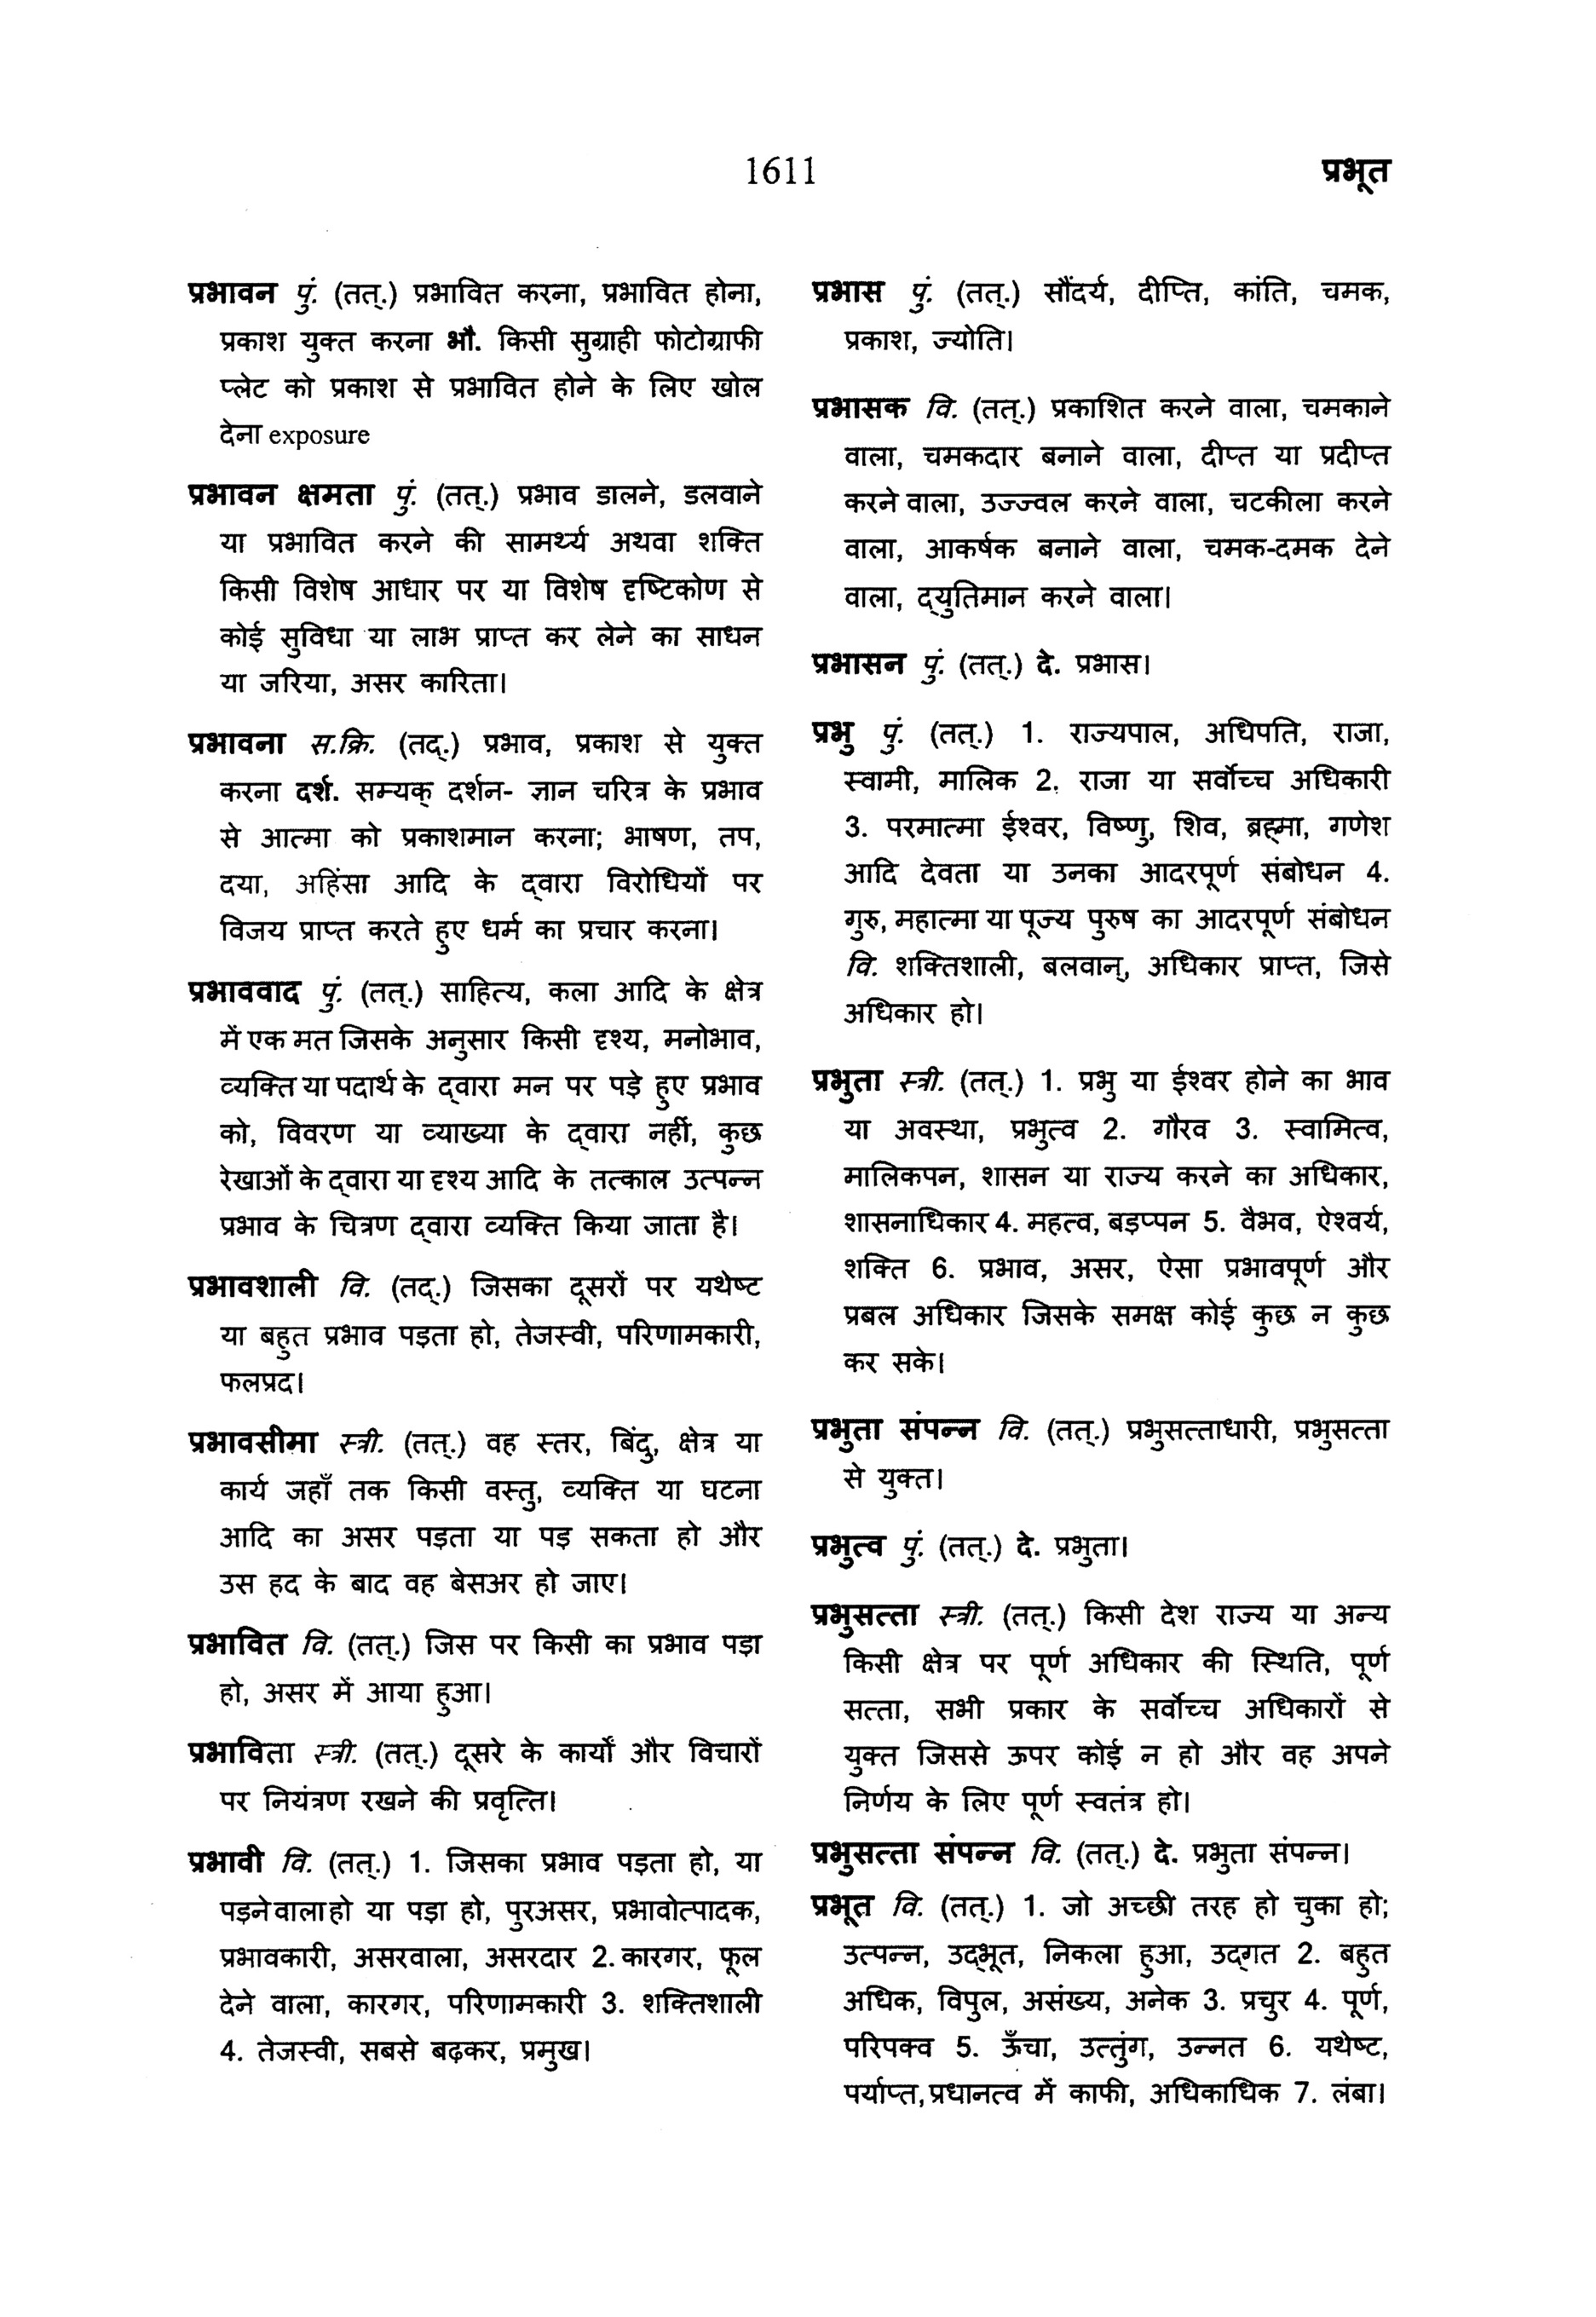 1611
प्रभूत
प्रभावन पुं. (तत्.) प्रभावित करना, प्रभावित होना,
प्रकाश युक्त करना भौ. किसी सुग्राही फोटोग्राफी
प्लेट को प्रकाश से प्रभावित होने के लिए खोल
देना exposure
प्रभावन क्षमता पुं. (तत्.) प्रभाव डालने, डलवाने
या प्रभावित करने की सामर्थ्य अथवा शक्ति
किसी विशेष आधार पर या विशेष दृष्टिकोण से
कोई सुविधा या लाभ प्राप्त कर लेने का साधन
या जरिया, असर कारिता।
प्रभावना स.क्रि. (तद्.) प्रभाव, प्रकाश से युक्त
करना दर्श. सम्यक् दर्शन- ज्ञान चरित्र के प्रभाव
से आत्मा को प्रकाशमान करना; भाषण, तप,
दया, अहिंसा आदि के द्वारा विरोधियों पर
विजय प्राप्त करते हुए धर्म का प्रचार करना।
प्रभाववाद पुं. (तत्.) साहित्य, कला आदि के क्षेत्र
में एक मत जिसके अनुसार किसी दृश्य, मनोभाव,
व्यक्ति या पदार्थ के द्वारा मन पर पड़े हुए प्रभाव
को, विवरण या व्याख्या के द्वारा नहीं, कुछ
रेखाओं के द्वारा या दृश्य आदि के तत्काल उत्पन्न
प्रभाव के चित्रण द्वारा व्यक्ति किया जाता है।
प्रभावशाली वि. (तद्.) जिसका दूसरों पर यथेष्ट
या बहुत प्रभाव पड़ता हो, तेजस्वी, परिणामकारी,
फलप्रद।
प्रभावसीमा स्त्री. (तत्.) वह स्तर, बिंदु, क्षेत्र या
कार्य जहाँ तक किसी वस्तु, व्यक्ति या घटना
आदि का असर पड़ता या पड़ सकता हो और
उस हद के बाद वह बेसअर हो जाए।
प्रभावित वि. (तत्.) जिस पर किसी का प्रभाव पड़ा
हो, असर में आया हुआ।
प्रभाविता स्त्री. (तत्.) दूसरे के कार्यों और विचारों
पर नियंत्रण रखने की प्रवृत्ति।
प्रभावी वि. (तत्.) 1. जिसका प्रभाव पड़ता हो, या
पड़ने वाला हो या पड़ा हो, पुरअसर, प्रभावोत्पादक,
प्रभावकारी, असरवाला, असरदार 2. कारगर, फूल
देने वाला, कारगर, परिणामकारी 3. शक्तिशाली
4. तेजस्वी, सबसे बढ़कर, प्रमुख।
प्रभास पुं. (तत्.) सौंदर्य, दीप्ति, कांति, चमक,
प्रकाश, ज्योति।
प्रभासक वि. (तत्.) प्रकाशित करने वाला, चमकाने
वाला, चमकदार बनाने वाला, दीप्त या प्रदीप्त
करने वाला, उज्ज्वल करने वाला, चटकीला करने
वाला, आकर्षक बनाने वाला, चमक-दमक देने
वाला, द्युतिमान करने वाला।
प्रभासन पुं. (तत्.) दे. प्रभास।
प्रभु पुं. (तत्.) 1. राज्यपाल, अधिपति, राजा,
स्वामी, मालिक 2. राजा या सर्वोच्च अधिकारी
3. परमात्मा ईश्वर, विष्णु, शिव, ब्रह्मा, गणेश
आदि देवता या उनका आदरपूर्ण संबोधन 4.
गुरु, महात्मा या पूज्य पुरुष का आदरपूर्ण संबोधन
वि. शक्तिशाली, बलवान्, अधिकार प्राप्त, जिसे
अधिकार हो।
प्रभुता स्त्री. (तत्.) 1. प्रभु या ईश्वर होने का भाव
या अवस्था, प्रभुत्व 2. गौरव 3. स्वामित्व,
मालिकपन, शासन या राज्य करने का अधिकार,
शासनाधिकार 4. महत्व, बड़प्पन 5. वैभव, ऐश्वर्य,
शक्ति 6. प्रभाव, असर, ऐसा प्रभावपूर्ण और
प्रबल अधिकार जिसके समक्ष कोई कुछ न कुछ
कर सके।
प्रभुता संपन्न वि. (तत्.) प्रभुसत्ताधारी, प्रभुसत्ता
से युक्त।
प्रभुत्व पुं. (तत्.) दे. प्रभुता।
प्रभुसत्ता स्त्री. (तत्.) किसी देश राज्य या अन्य
किसी क्षेत्र पर पूर्ण अधिकार की स्थिति, पूर्ण
सत्ता, सभी प्रकार के सर्वोच्च अधिकारों से
युक्त जिससे ऊपर कोई न हो और वह अपने
निर्णय के लिए पूर्ण स्वतंत्र हो।
प्रभुसत्ता संपन्न वि. (तत्.) दे. प्रभुता संपन्न।
प्रभूत वि. (तत्.) 1. जो अच्छी तरह हो चुका हो;
उत्पन्न, उद्भूत, निकला हुआ, उद्गत 2. बहुत
अधिक, विपुल, असंख्य, अनेक 3. प्रचुर 4. पूर्ण,
परिपक्व 5. ऊँचा, उत्तुंग, उन्नत 6. यथेष्ट,
पर्याप्त, प्रधानत्व में काफी, अधिकाधिक 7. लंबा।